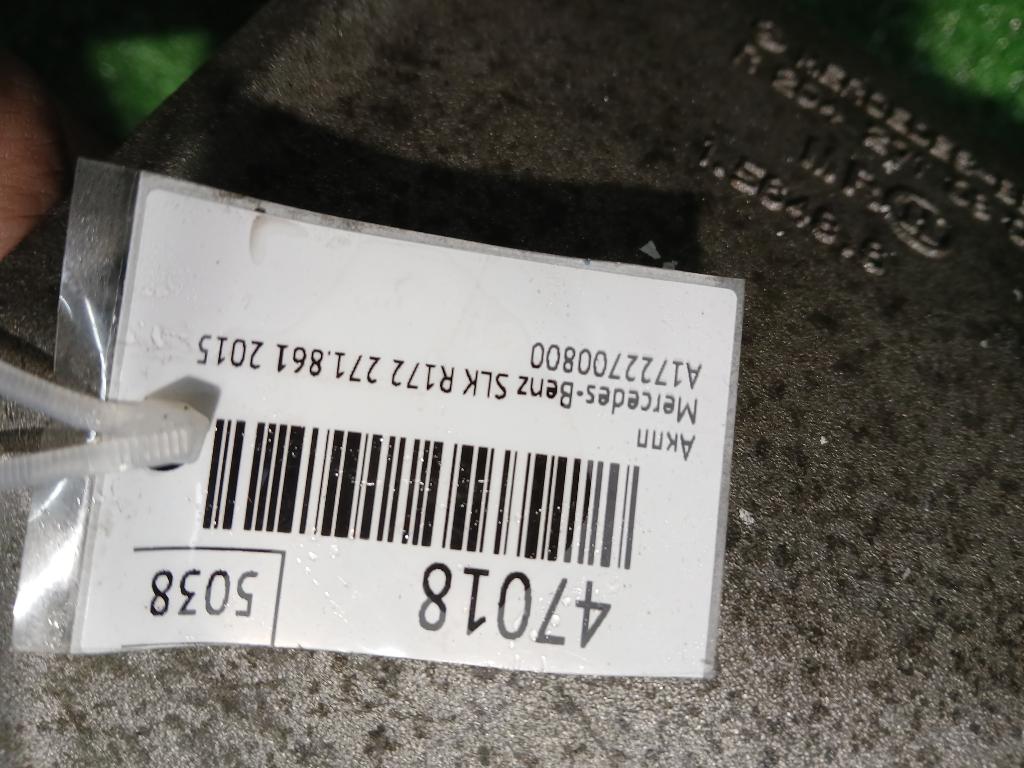 47018
5038
Акпп
Mercedes-Benz SLK R172 271.861 2015
A1722700800